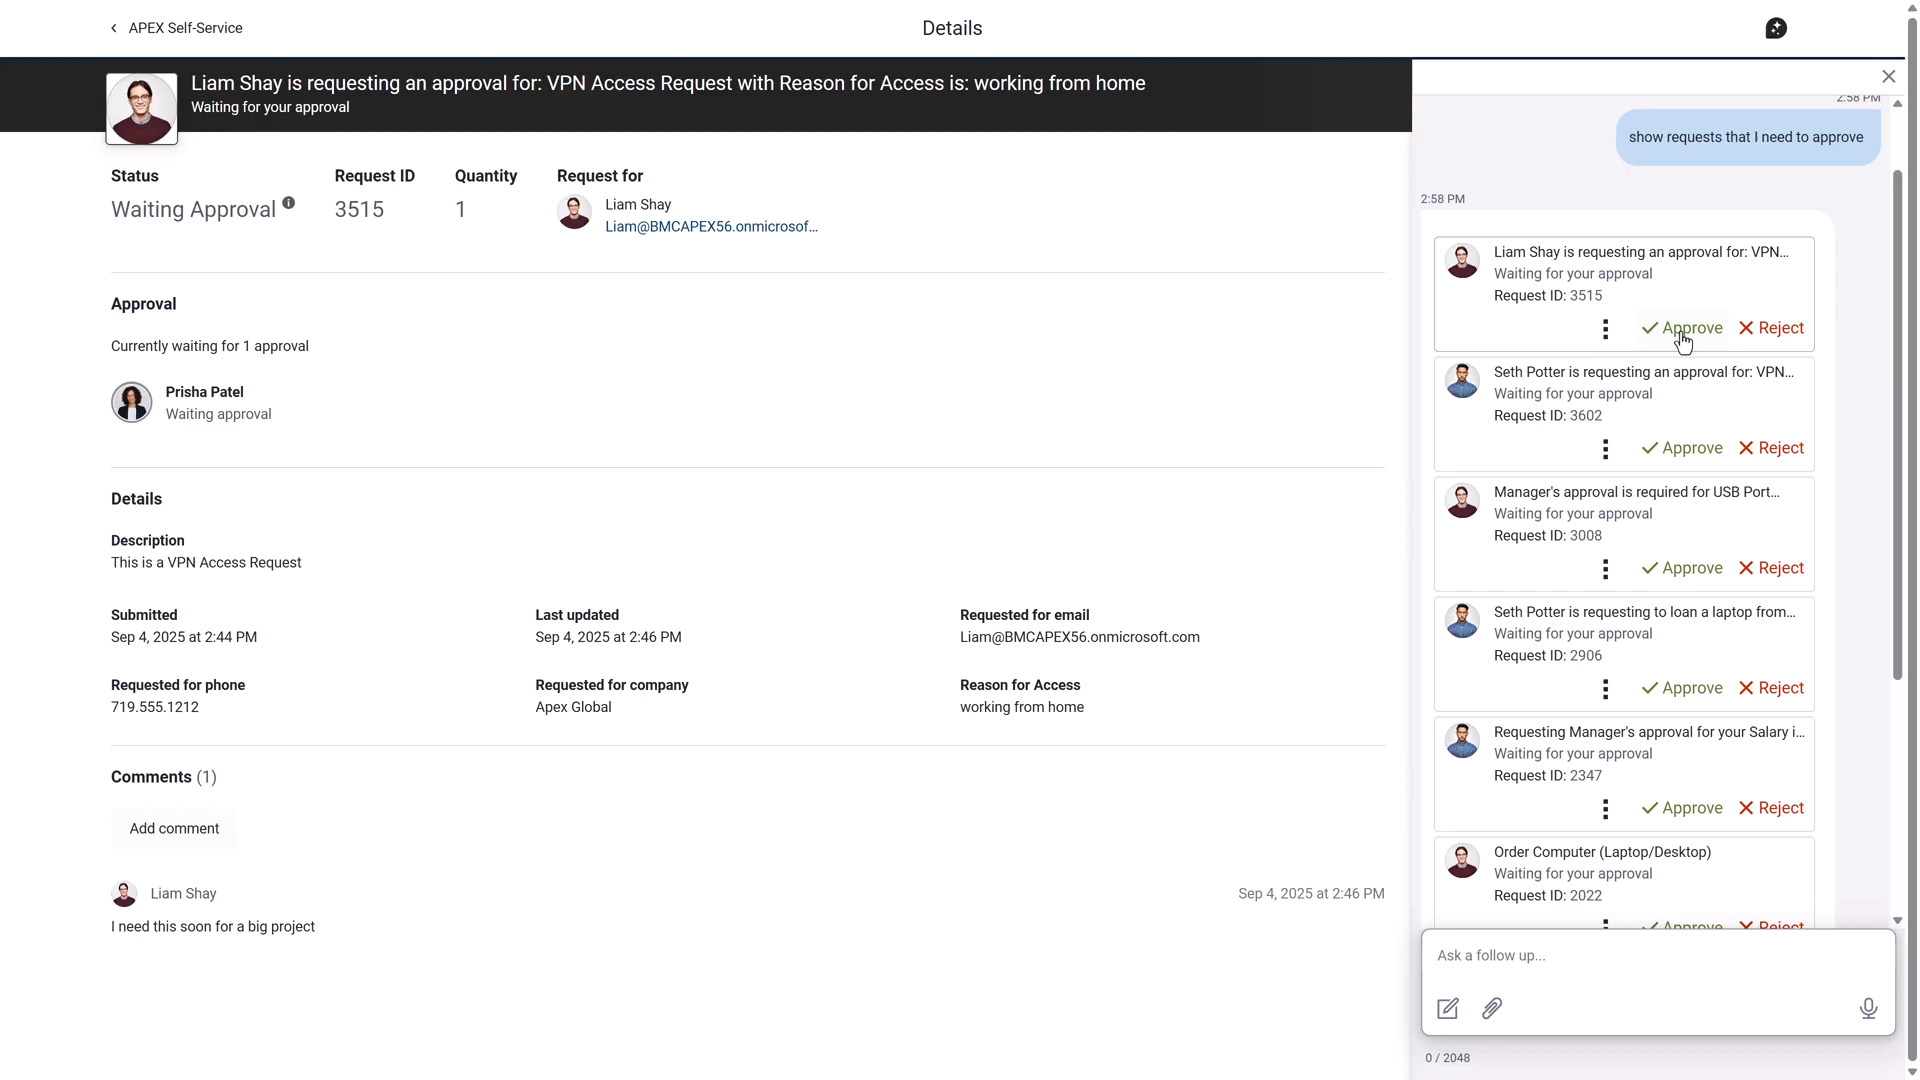 APEX Self-Service
Details
Liam Shay is requesting an approval for: VPN Access Request with Reason for Access is: working from home
Waiting for your approval
Status
Request ID
Quantity
Request for
Waiting Approval
3515
1
Liam Shay
Liam@BMCAPEX56.onmicrosof...
Approval
Currently waiting for 1 approval
Prisha Patel
Waiting approval
Details
Description
This is a VPN Access Request
Submitted
Last updated
Requested for email
Sep 4, 2025 at 2:44 PM
Sep 4, 2025 at 2:46 PM
Liam@BMCAPEX56.onmicrosoft.com
Requested for phone
Requested for company
Reason for Access
719.555.1212
Apex Global
working from home
Comments (1)
Add comment
Liam Shay
Sep 4, 2025 at 2:46 PM
I need this soon for a big project
2:58 PM
show requests that I need to approve
2:58 PM
Liam Shay is requesting an approval for: VPN...
Waiting for your approval
Request ID: 3515
Approve Reject
Seth Potter is requesting an approval for: VPN...
Waiting for your approval
Request ID: 3602
Approve Reject
Manager's approval is required for USB Port...
Waiting for your approval
Request ID: 3008
Approve Reject
Seth Potter is requesting to loan a laptop from...
Waiting for your approval
Request ID: 2906
Approve Reject
Requesting Manager's approval for your Salary i...
Waiting for your approval
Request ID: 2347
Approve Reject
Order Computer (Laptop/Desktop)
Waiting for your approval
Request ID: 2022
Approve Reject
Ask a follow up...
0 / 2048